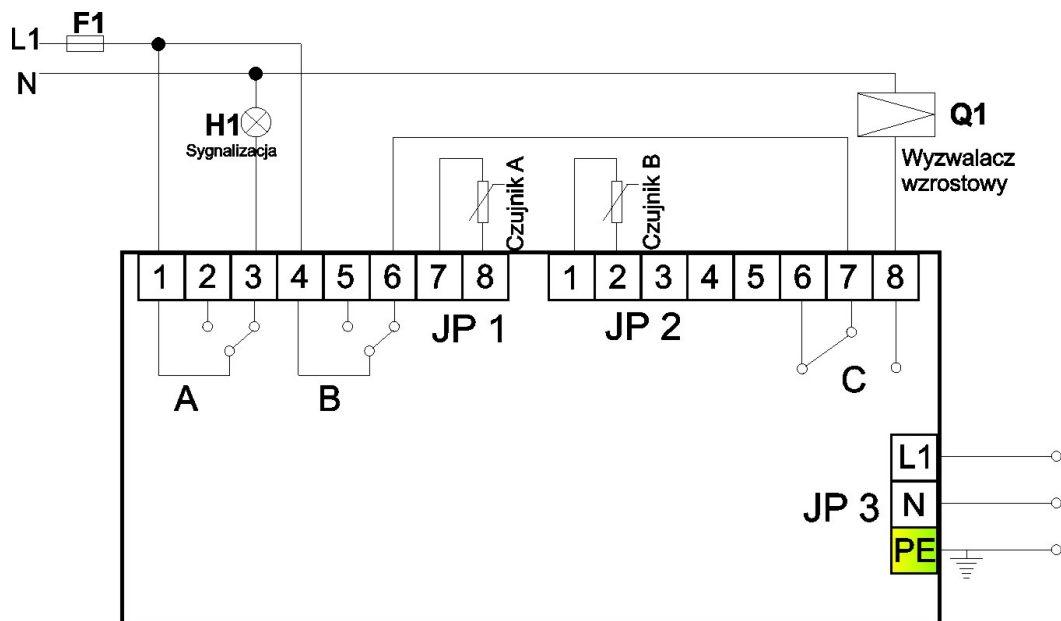 F1
L1
N
H1
Sygnalizacja
Q1
Wyzwalacz
wzrostowy
Czujnik A
Czujnik B
1 2 3 4 5 6 7 8
1 2 3 4 5 6 7 8
JP 1
JP 2
A
B
C
L1
JP 3 N
PE